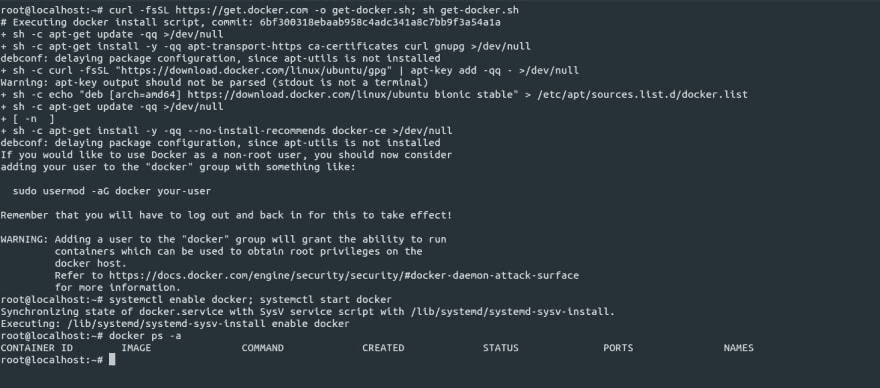 root@localhost:~# curl -fsSL https://get.docker.com -o get-docker.sh; sh get-docker.sh
# Executing docker install script, commit: 6bf300318ebaab958c4adc341a8c7bb9f3a54a1a
+ sh -c apt-get update -qq >/dev/null
+ sh -c apt-get install -y -qq apt-transport-https ca-certificates curl gnupg >/dev/null
debconf: delaying package configuration, since apt-utils is not installed
+ sh -c curl -fsSL "https://download.docker.com/linux/ubuntu/gpg" | apt-key add -qq - >/dev/null
Warning: apt-key output should not be parsed (stdout is not a terminal)
+ sh -c echo "deb [arch=amd64] https://download.docker.com/linux/ubuntu bionic stable" > /etc/apt/sources.list.d/docker.list
+ sh -c apt-get update -qq >/dev/null
+ [ -n  ]
+ sh -c apt-get install -y -qq --no-install-recommends docker-ce >/dev/null
debconf: delaying package configuration, since apt-utils is not installed
If you would like to use Docker as a non-root user, you should now consider
adding your user to the "docker" group with something like:
  sudo usermod -aG docker your-user
Remember that you will have to log out and back in for this to take effect!
WARNING: Adding a user to the "docker" group will grant the ability to run
         containers which can be used to obtain root privileges on the
         docker host.
         Refer to https://docs.docker.com/engine/security/security/#docker-daemon-attack-surface
         for more information.
root@localhost:~# systemctl enable docker; systemctl start docker
Synchronizing state of docker.service with SysV service script with /lib/systemd/systemd-sysv-install.
Executing: /lib/systemd/systemd-sysv-install enable docker
root@localhost:~# docker ps -a
CONTAINER ID        IMAGE               COMMAND             CREATED             STATUS              PORTS               NAMES
root@localhost:~#